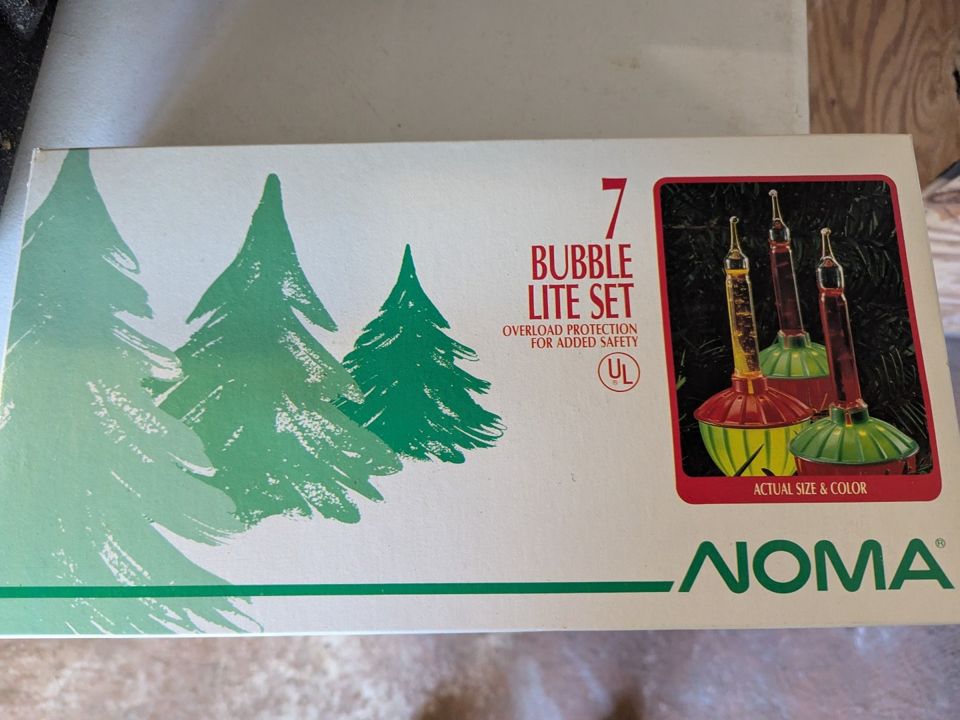 7
BUBBLE
LITE SET
OVERLOAD PROTECTION
FOR ADDED SAFETY
UL
®
ACTUAL SIZE & COLOR
NOMA®